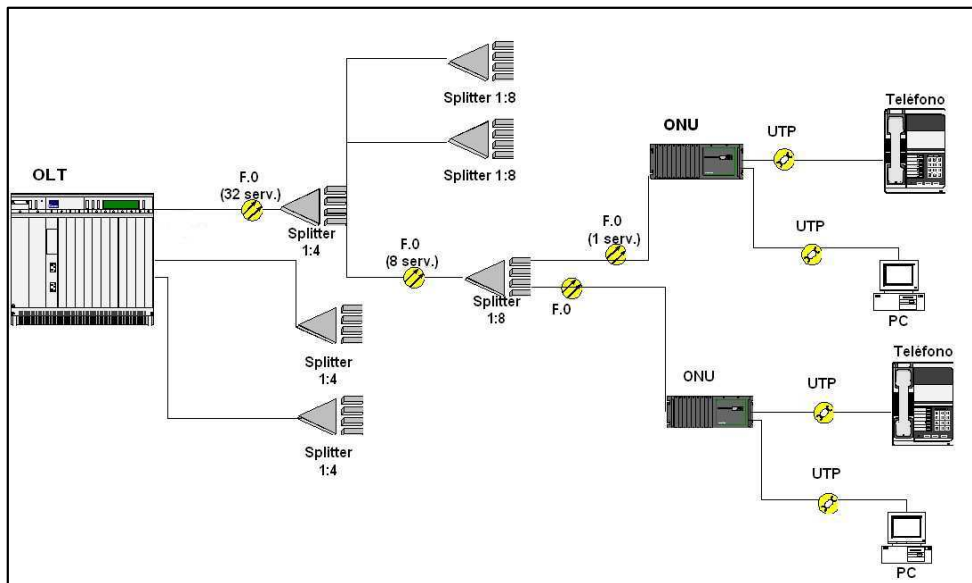 Splitter 1:8
Splitter 1:8
OLT
F.0
(32 serv.)
Splitter
1:4
F.0
(8 serv.)
Splitter
1:8
F.0
(1 serv.)
F.0
ONU
UTP
Teléfono
UTP
PC
Splitter
1:4
Splitter
1:4
ONU
UTP
Teléfono
UTP
PC